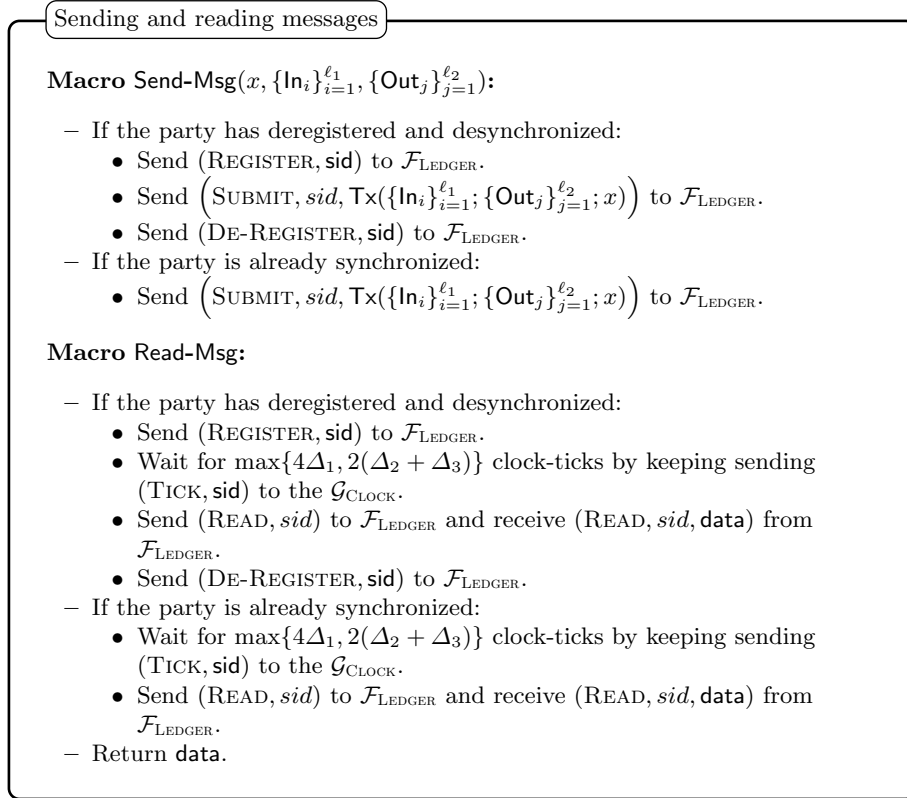 Sending and reading messages
Macro Send-Msg(x, {In_i}_{i=1}^{ℓ_1}, {Out_j}_{j=1}^{ℓ_2}):
– If the party has deregistered and desynchronized:
• Send (REGISTER, sid) to F_LEDGER.
• Send (SUBMIT, sid, Tx({In_i}_{i=1}^{ℓ_1}; {Out_j}_{j=1}^{ℓ_2}; x)) to F_LEDGER.
• Send (DE-REGISTER, sid) to F_LEDGER.
– If the party is already synchronized:
• Send (SUBMIT, sid, Tx({In_i}_{i=1}^{ℓ_1}; {Out_j}_{j=1}^{ℓ_2}; x)) to F_LEDGER.
Macro Read-Msg:
– If the party has deregistered and desynchronized:
• Send (REGISTER, sid) to F_LEDGER.
• Wait for max{4Δ_1, 2(Δ_2 + Δ_3)} clock-ticks by keeping sending
(TICK, sid) to the G_CLOCK.
• Send (READ, sid) to F_LEDGER and receive (READ, sid, data) from
F_LEDGER.
• Send (DE-REGISTER, sid) to F_LEDGER.
– If the party is already synchronized:
• Wait for max{4Δ_1, 2(Δ_2 + Δ_3)} clock-ticks by keeping sending
(TICK, sid) to the G_CLOCK.
• Send (READ, sid) to F_LEDGER and receive (READ, sid, data) from
F_LEDGER.
– Return data.